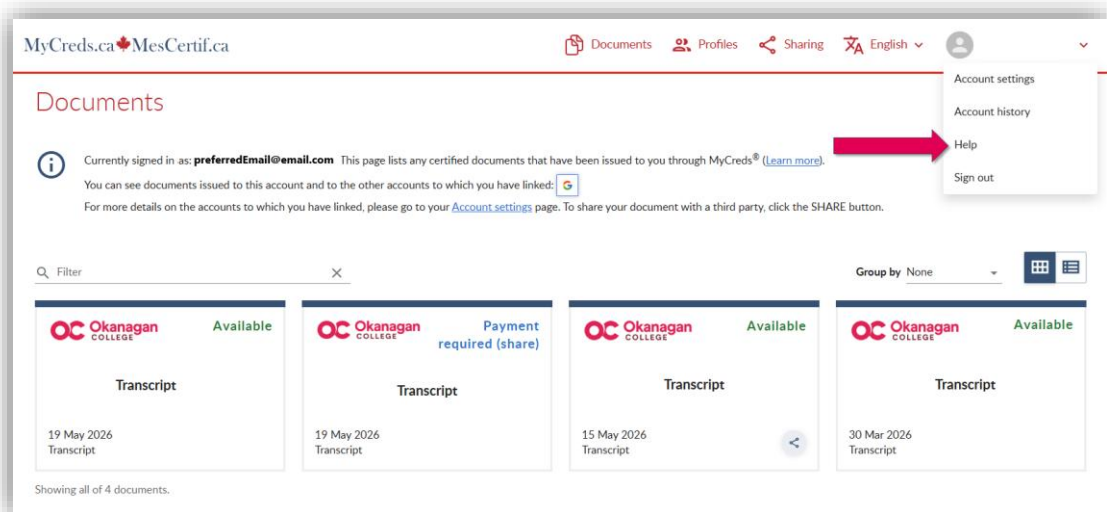 MyCreds.ca MesCertif.ca
Documents Profiles Sharing English
Account settings
Account history
Help
Sign out
Documents
Currently signed in as: preferredEmail@email.com This page lists any certified documents that have been issued to you through MyCreds® (Learn more).
You can see documents issued to this account and to the other accounts to which you have linked: G
For more details on the accounts to which you have linked, please go to your Account settings page. To share your document with a third party, click the SHARE button.
Filter
Group by None
OC Okanagan COLLEGE Available
Transcript
19 May 2026
Transcript
OC Okanagan COLLEGE Payment required (share)
Transcript
19 May 2026
Transcript
OC Okanagan COLLEGE Available
Transcript
15 May 2026
Transcript
OC Okanagan COLLEGE Available
Transcript
30 Mar 2026
Transcript
Showing all of 4 documents.